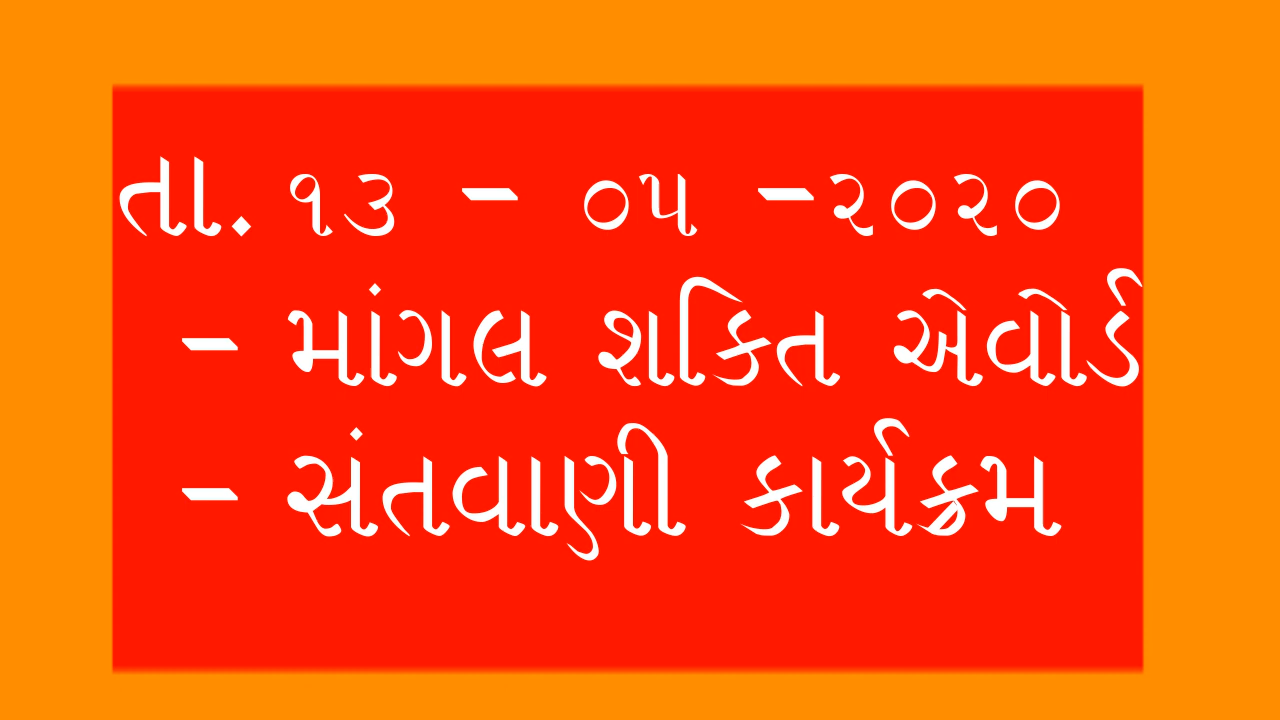 તા. ૧૩ - ૦૫ -૨૦૨૦
- માંગલ શકિત એવોર્ડ
- સંતવાણી કાર્યક્રમ